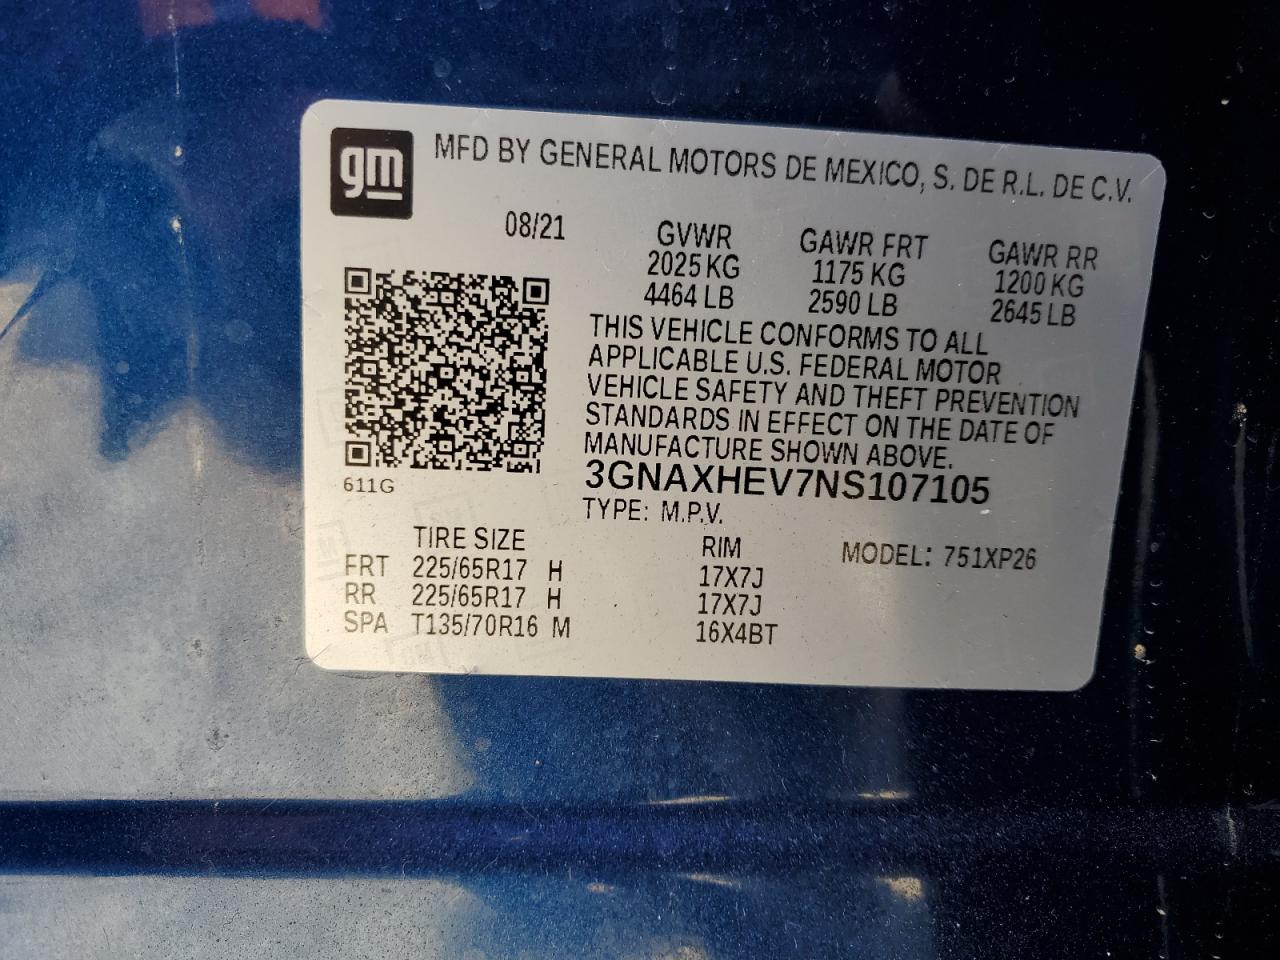 gm
MFD BY GENERAL MOTORS DE MEXICO, S. DE R.L. DE C.V.
08/21 GVWR GAWR FRT GAWR RR
2025 KG 1175 KG 1200 KG
4464 LB 2590 LB 2645 LB
THIS VEHICLE CONFORMS TO ALL
APPLICABLE U.S. FEDERAL MOTOR
VEHICLE SAFETY AND THEFT PREVENTION
STANDARDS IN EFFECT ON THE DATE OF
MANUFACTURE SHOWN ABOVE.
611G
3GNAXHEV7NS107105
TYPE: M.P.V.
TIRE SIZE RIM MODEL: 751XP26
FRT 225/65R17 H 17X7J
RR 225/65R17 H 17X7J
SPA T135/70R16 M 16X4BT